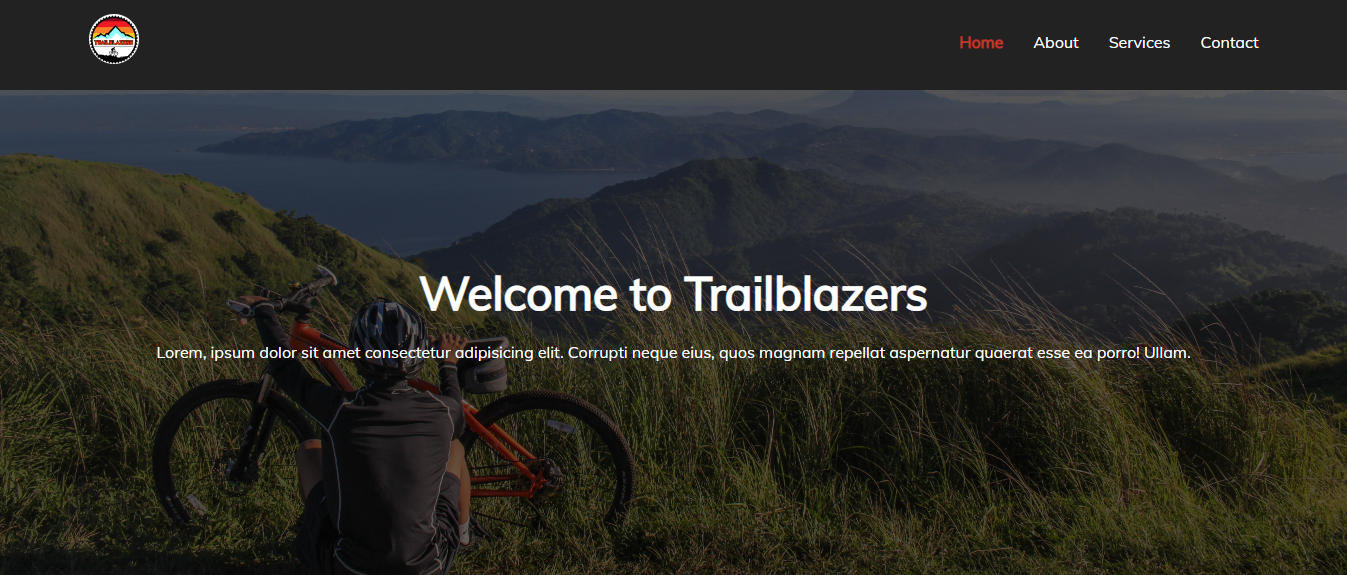 TRAILBLAZERS
Home About Services Contact
Welcome to Trailblazers
Lorem, ipsum dolor sit amet consectetur adipisicing elit. Corrupti neque eius, quos magnam repellat aspernatur quaerat esse ea porro! Ullam.